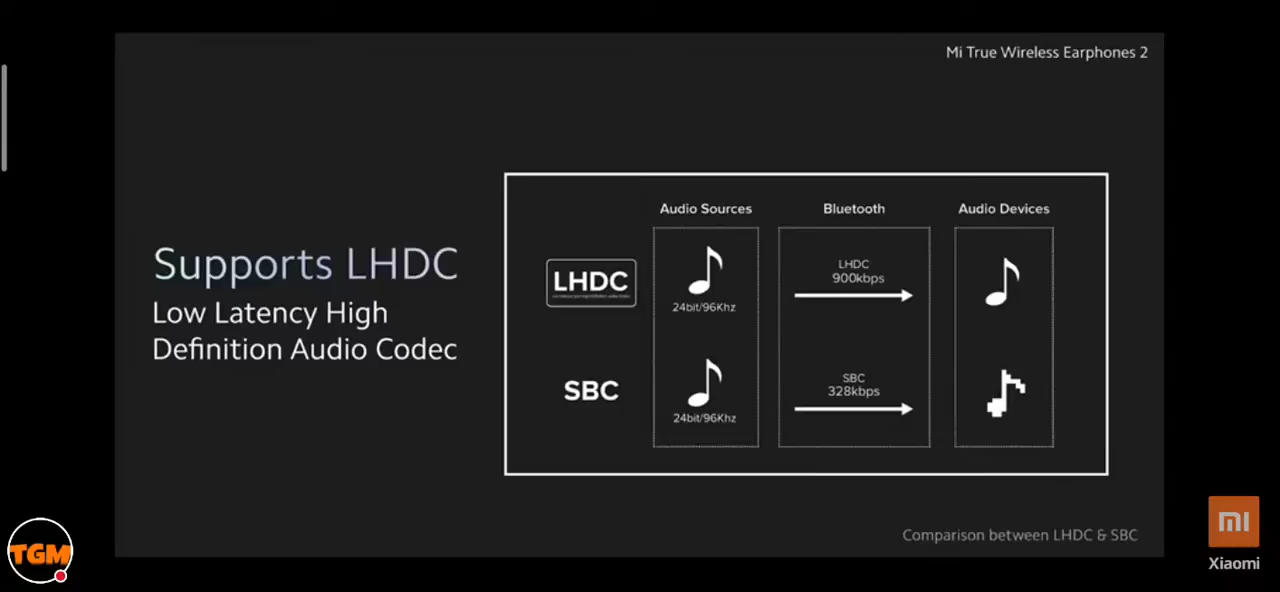 Mi True Wireless Earphones 2
Supports LHDC
Low Latency High
Definition Audio Codec
Audio Sources
Bluetooth
Audio Devices
LHDC
24bit/96Khz
LHDC
900kbps
SBC
24bit/96Khz
SBC
328kbps
Comparison between LHDC & SBC
TGM
mi
Xiaomi